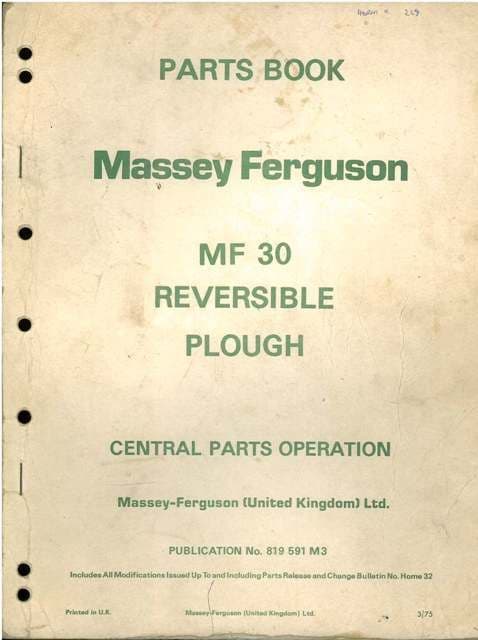 269
PARTS BOOK
Massey Ferguson
MF 30
REVERSIBLE
PLOUGH
CENTRAL PARTS OPERATION
Massey-Ferguson (United Kingdom) Ltd.
PUBLICATION No. 819 591 M3
Includes All Modifications Issued Up To and Including Parts Release and Change Bulletin No. Home 32
Printed in U.K. Massey-Ferguson (United Kingdom) Ltd. 3/75